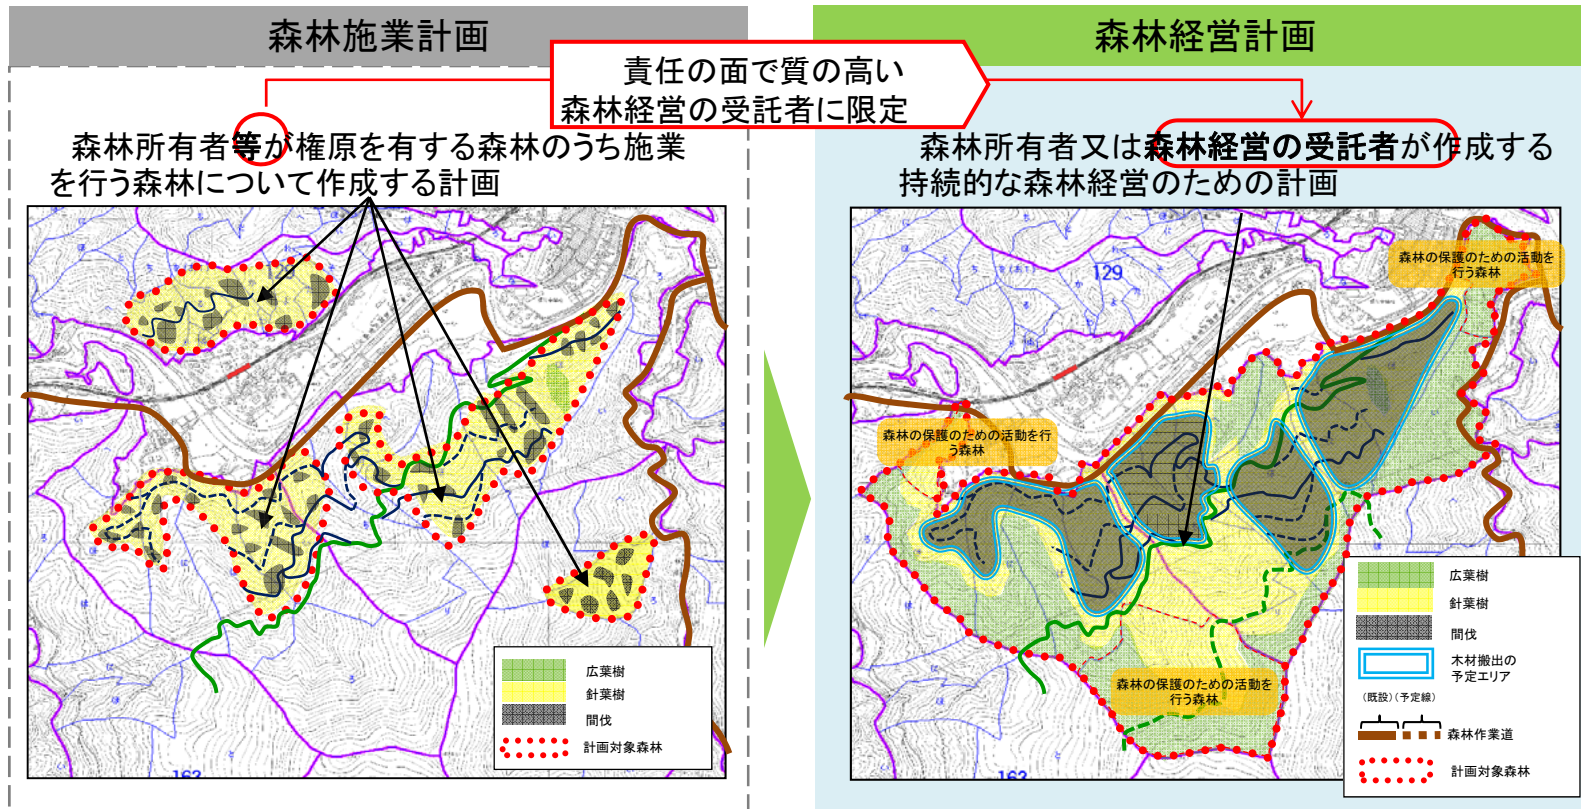 森林施業計画
森林経営計画
責任の面で質の高い
森林経営の受託者に限定
森林所有者等が権原を有する森林のうち施業
を行う森林について作成する計画
森林所有者又は森林経営の受託者が作成する
持続的な森林経営のための計画
162
広葉樹
針葉樹
間伐
計画対象森林
129
森林の保護のための活動を
行う森林
森林の保護のための活動を行
う森林
森林の保護のための活動を
行う森林
162
広葉樹
針葉樹
間伐
木材搬出の
予定エリア
(既設)(予定線)
森林作業道
計画対象森林